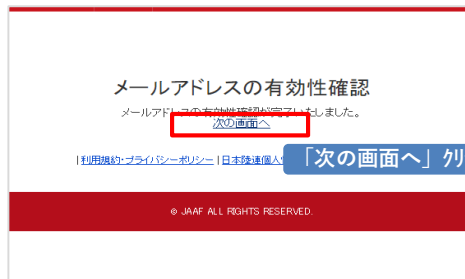 メールアドレスの有効性確認
メールアドレスの有効性確認が完了いたしました。
次の画面へ
|利用規約・プライバシーポリシー|日本陸連個人
「次の画面へ」ｸﾘ
© JAAF ALL RIGHTS RESERVED.